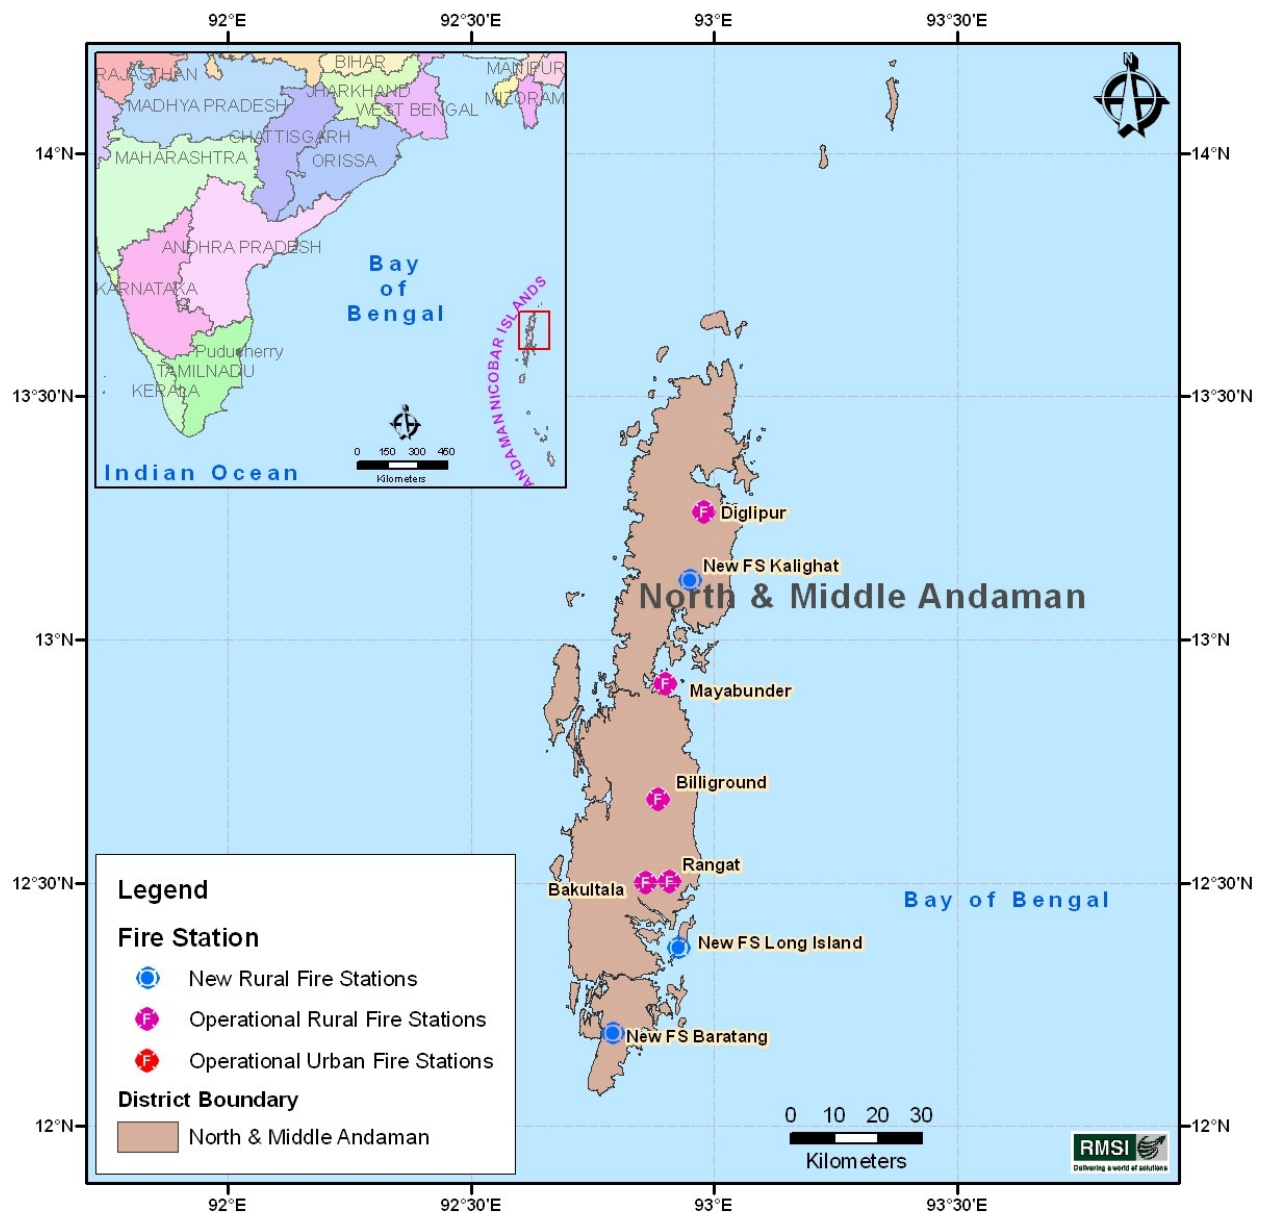 92°E
92°30'E
93°E
93°30'E
14°N
13°30'N
13°N
12°30'N
12°N
14°N
13°30'N
13°N
12°30'N
12°N
92°E
92°30'E
93°E
93°30'E
N
RAJASTHAN
BIHAR
MANIPUR
MADHYA PRADESH
JHARKHAND
WEST BENGAL
MIZORAM
CHATTISGARH
MAHARASHTRA
ORISSA
ANDHRA PRADESH
KARNATAKA
Puducherry
TAMILNADU
KERALA
Bay
of
Bengal
ANDAMAN NICOBAR ISLANDS
0 150 300 450
Kilometers
Indian Ocean
F Diglipur
New FS Kalighat
North & Middle Andaman
F Mayabunder
Billiground
F
Rangat
Bakultala F F
Bay of Bengal
New FS Long Island
New FS Baratang
Legend
Fire Station
New Rural Fire Stations
F Operational Rural Fire Stations
F Operational Urban Fire Stations
District Boundary
North & Middle Andaman
0 10 20 30
Kilometers
RMSI
Delivering a world of solutions